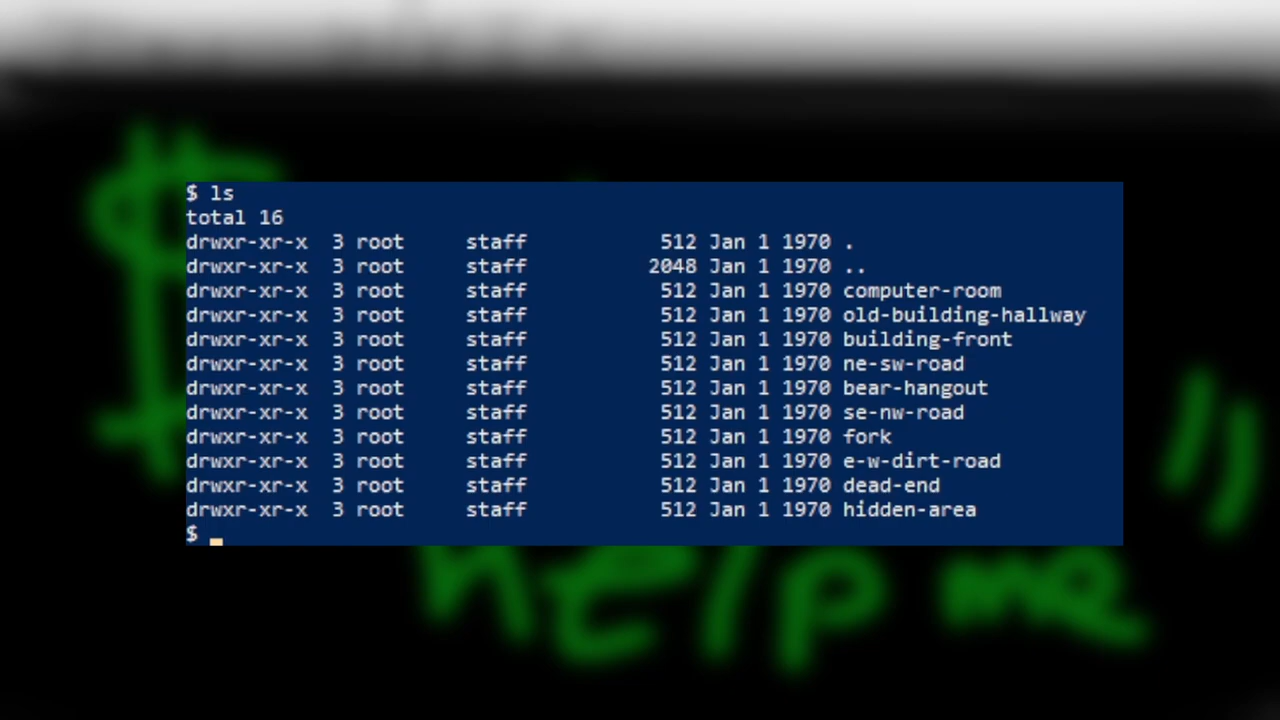 $ ls
total 16
drwxr-xr-x  3 root     staff           512 Jan 1 1970 .
drwxr-xr-x  3 root     staff          2048 Jan 1 1970 ..
drwxr-xr-x  3 root     staff           512 Jan 1 1970 computer-room
drwxr-xr-x  3 root     staff           512 Jan 1 1970 old-building-hallway
drwxr-xr-x  3 root     staff           512 Jan 1 1970 building-front
drwxr-xr-x  3 root     staff           512 Jan 1 1970 ne-sw-road
drwxr-xr-x  3 root     staff           512 Jan 1 1970 bear-hangout
drwxr-xr-x  3 root     staff           512 Jan 1 1970 se-nw-road
drwxr-xr-x  3 root     staff           512 Jan 1 1970 fork
drwxr-xr-x  3 root     staff           512 Jan 1 1970 e-w-dirt-road
drwxr-xr-x  3 root     staff           512 Jan 1 1970 dead-end
drwxr-xr-x  3 root     staff           512 Jan 1 1970 hidden-area
$ _
$
help me "